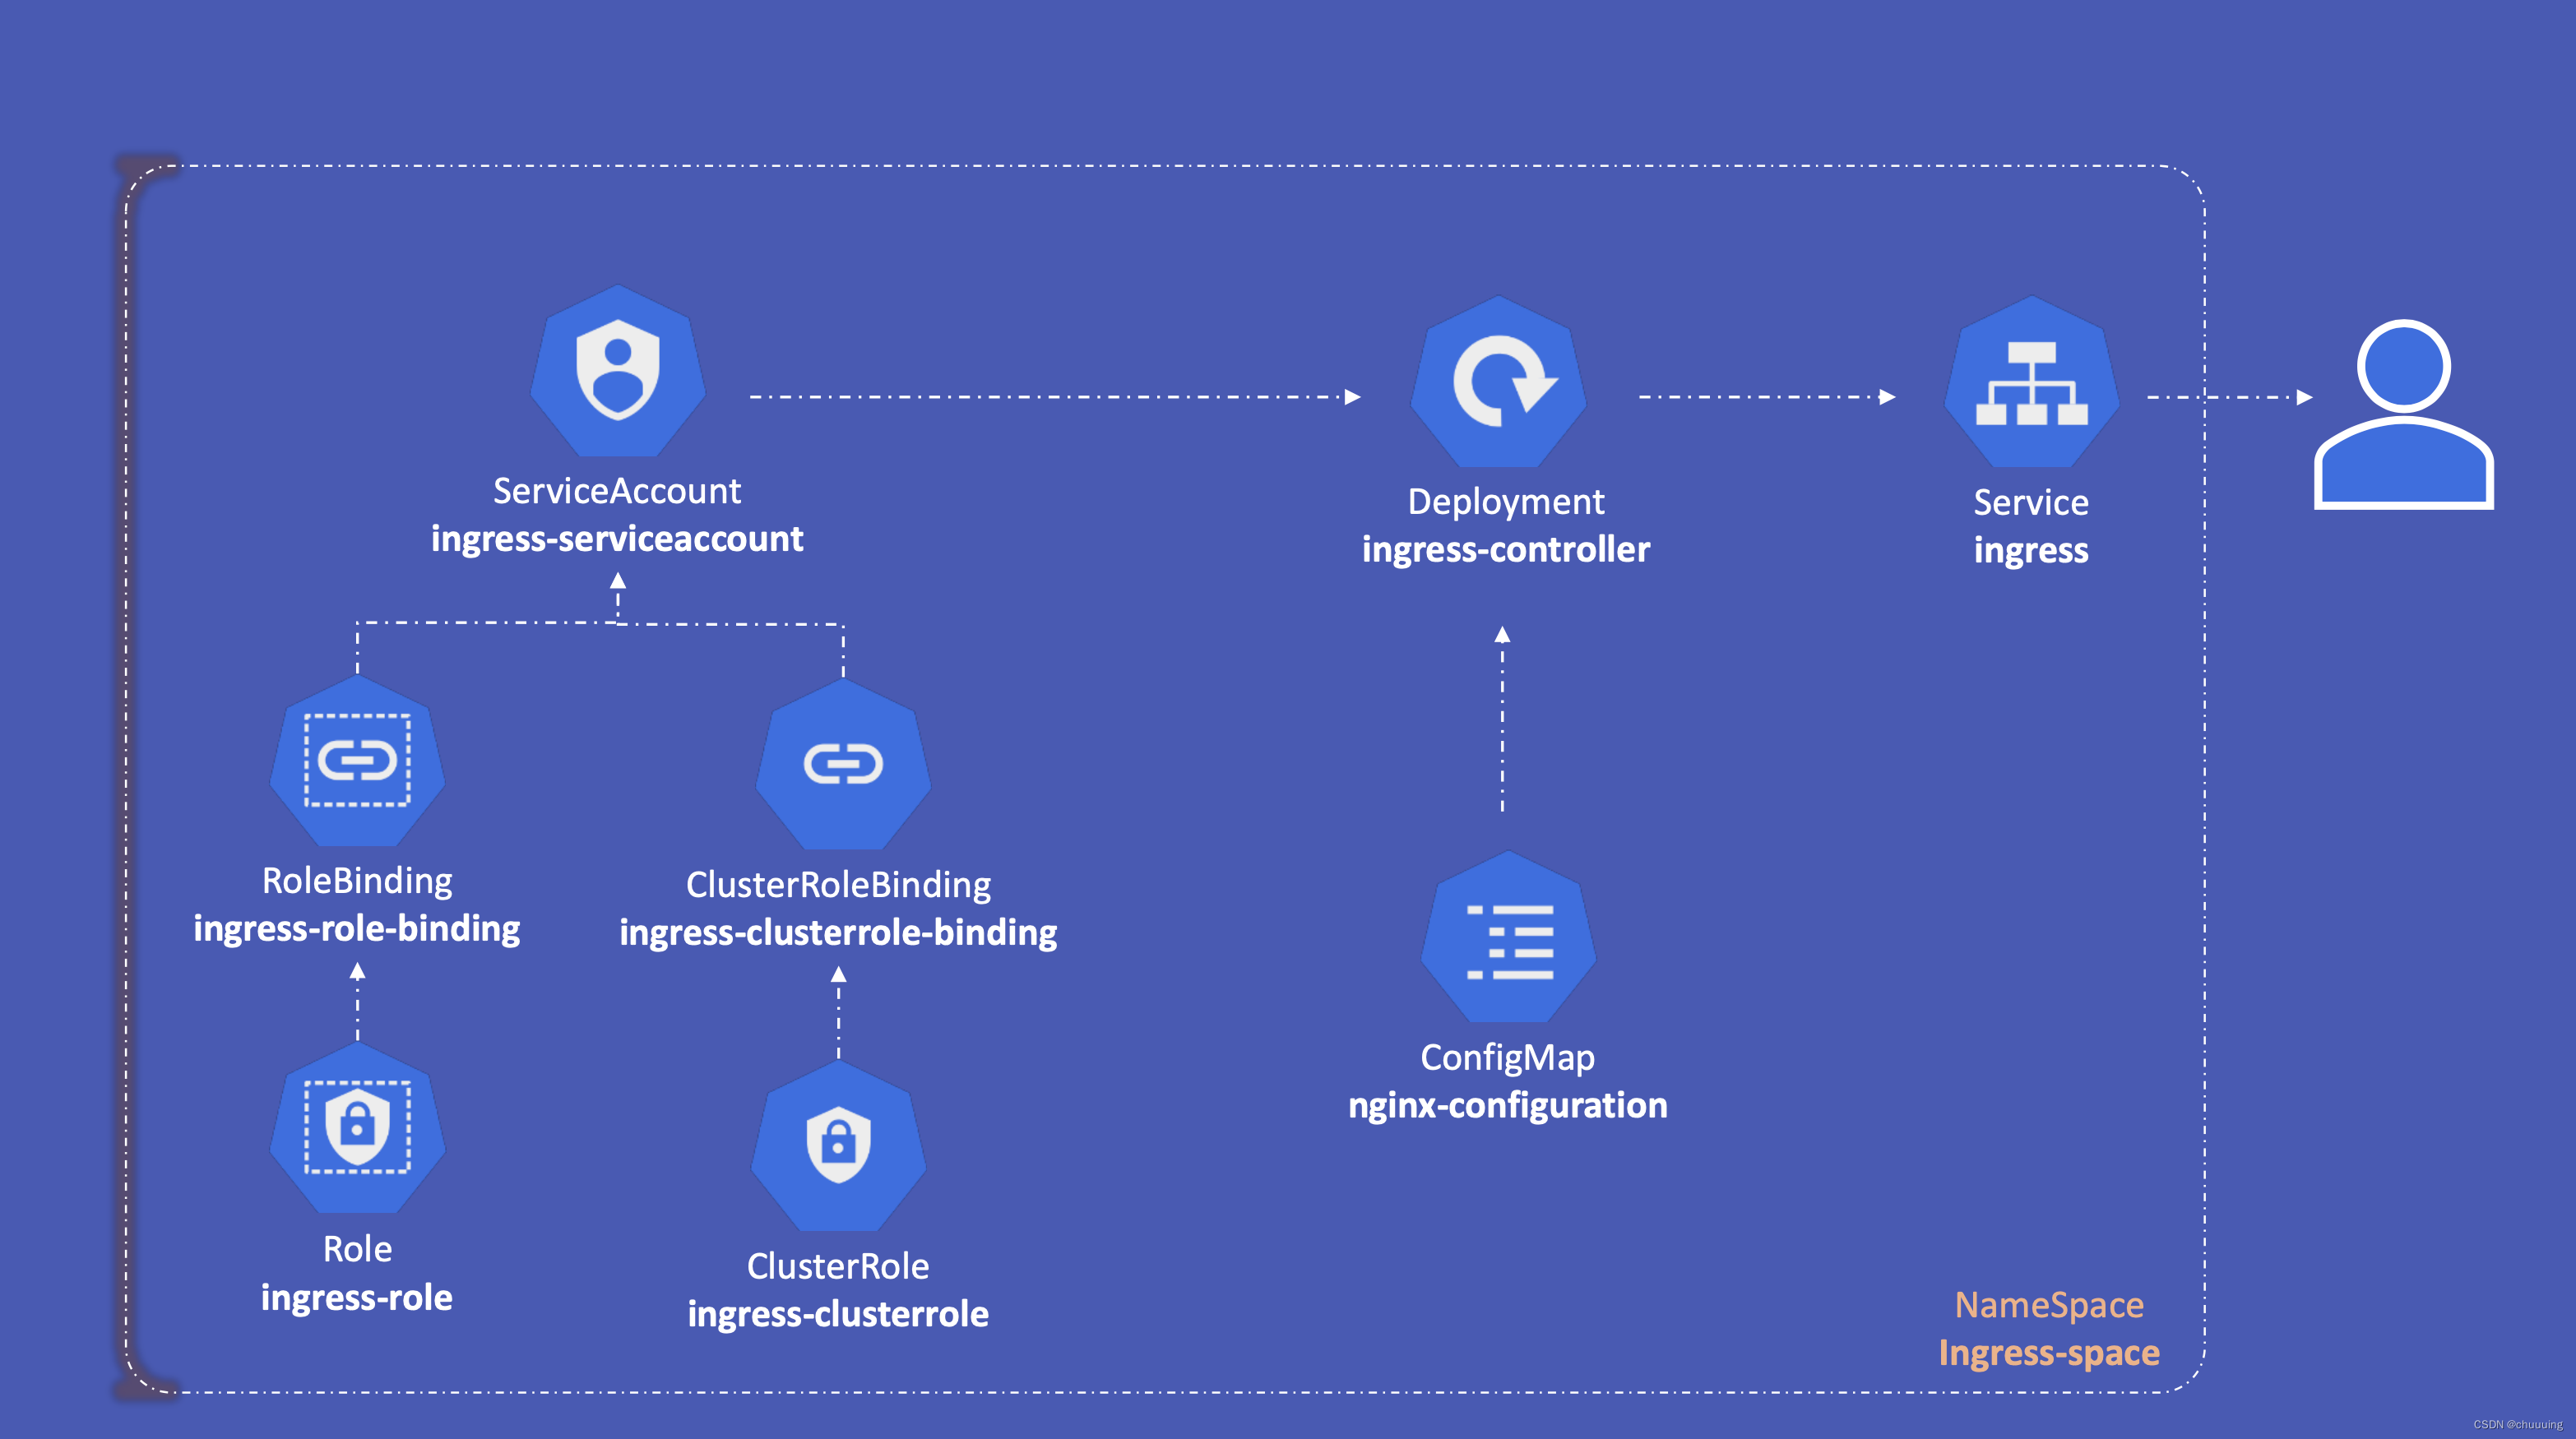 ServiceAccount
ingress-serviceaccount
Deployment
ingress-controller
Service
ingress
RoleBinding
ingress-role-binding
ClusterRoleBinding
ingress-clusterrole-binding
ConfigMap
nginx-configuration
Role
ingress-role
ClusterRole
ingress-clusterrole
NameSpace
Ingress-space
CSDN @chuuuing